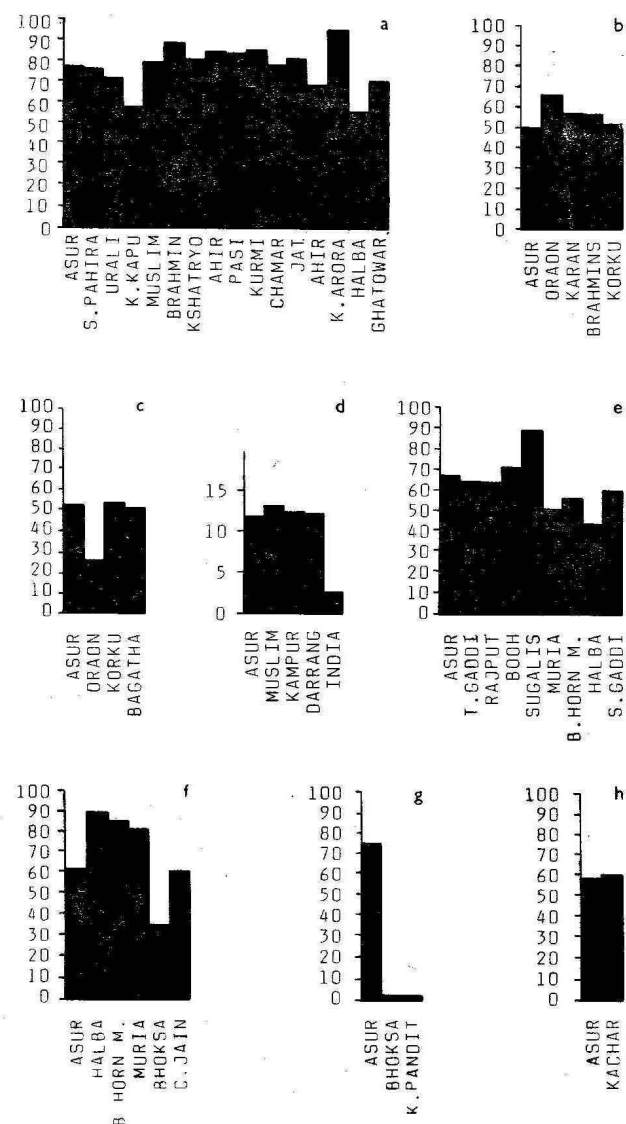 a
100
90
80
70
60
50
40
30
20
10
0
ASUR
S.PAHIRA
URALI
K.KAPU
MUSLIM
BRAHMIN
KSHATRYO
AHIR
PASI
KURMI
CHAMAR
JAT
AHIR
K.ARORA
HALBA
GHATOWAR
b
100
90
80
70
60
50
40
30
20
10
0
ASUR
ORAON
KARAN
BRAHMINS
KORKU
c
100
90
80
70
60
50
40
30
20
10
0
ASUR
ORAON
KORKU
BAGATHA
d
15
10
5
0
ASUR
MUSLIM
KAMPUR
DARRANG
INDIA
e
100
90
80
70
60
50
40
30
20
10
0
ASUR
T.GADDI
RAJPUT
BOOH
SUGALIS
MURIA
B.HORN M.
HALBA
S.GADDI
f
100
90
80
70
60
50
40
30
20
10
0
ASUR
HALBA
B HORN M.
MURIA
BHOKSA
C.JAIN
g
100
90
80
70
60
50
40
30
20
10
0
ASUR
BHOKSA
K.PANDIT
h
100
90
80
70
60
50
40
30
20
10
0
ASUR
KACHAR